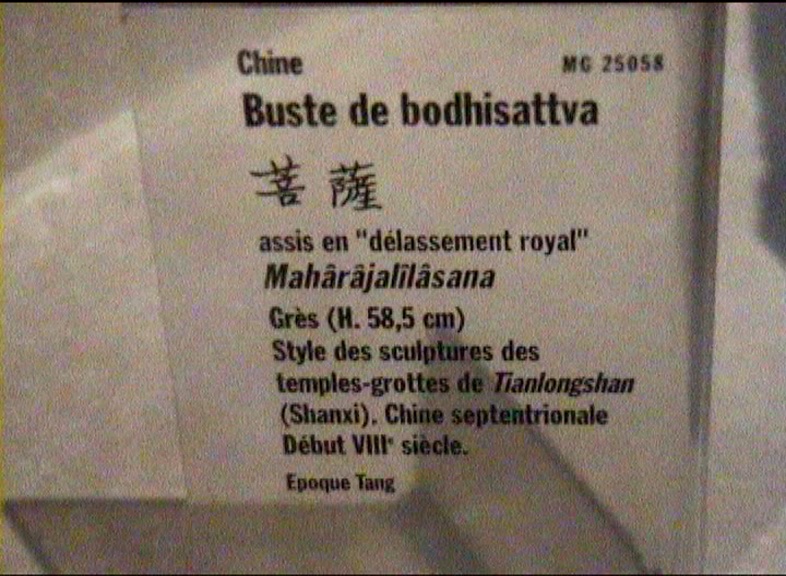 Chine MG 25058
Buste de bodhisattva
菩薩
assis en "délassement royal"
Mahârâjalîlâsana
Grès (H. 58,5 cm)
Style des sculptures des
temples-grottes de Tianlongshan
(Shanxi). Chine septentrionale
Début VIIIe siècle.
Epoque Tang